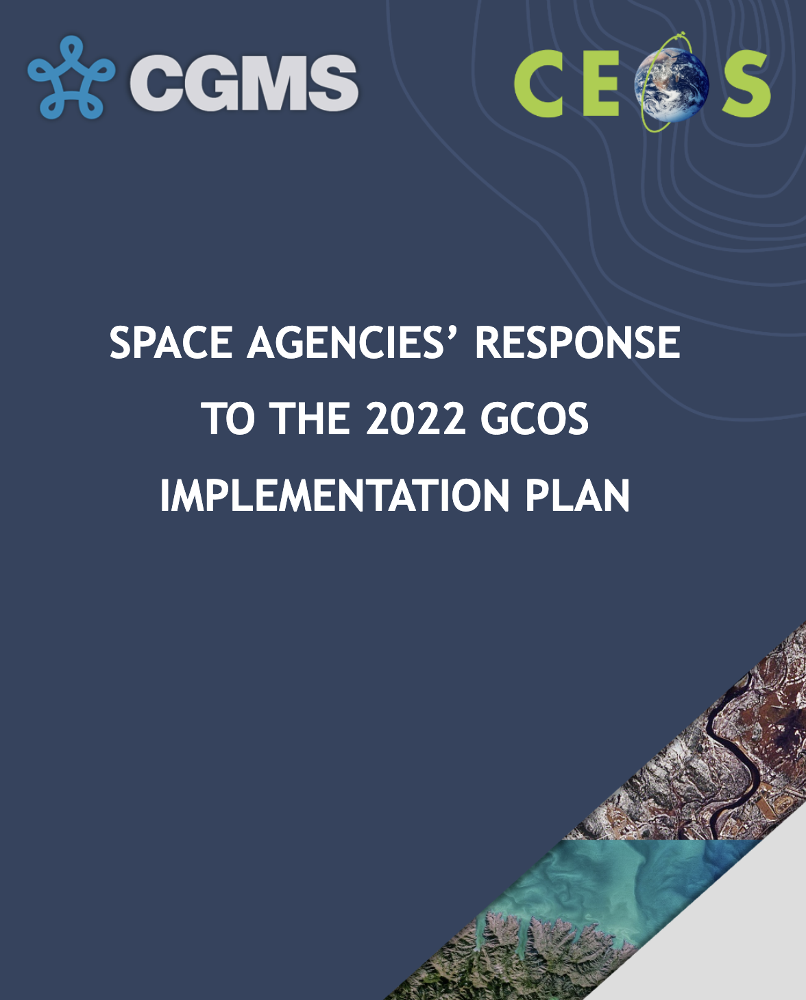 CGMS
CEOS
SPACE AGENCIES’ RESPONSE
TO THE 2022 GCOS
IMPLEMENTATION PLAN